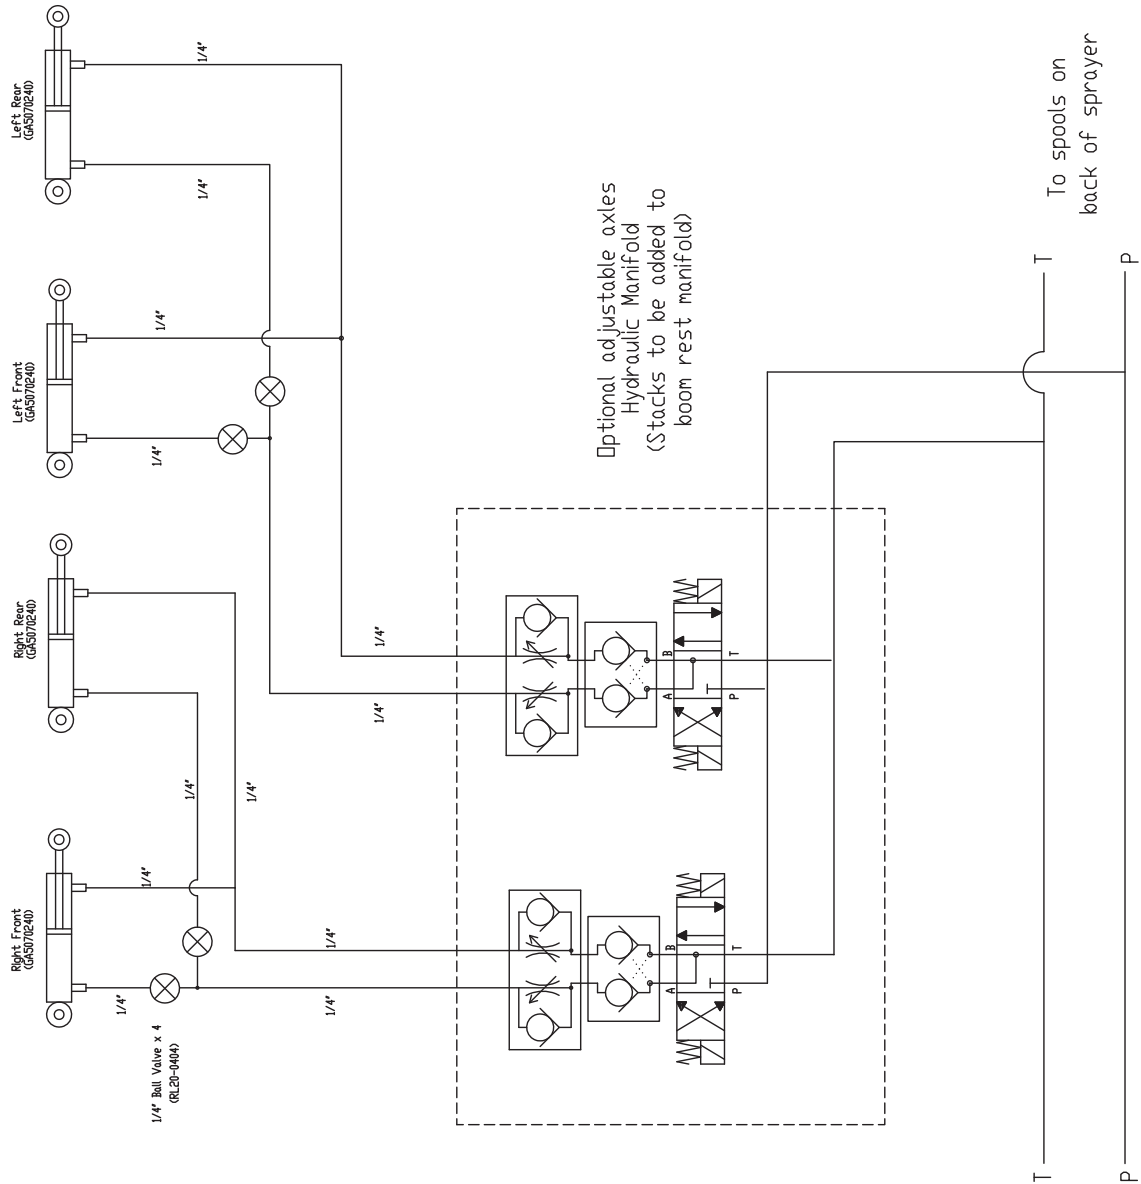 Left Rear
(GA5070240)
1/4"
1/4"
Left Front
(GA5070240)
1/4"
1/4"
Right Rear
(GA5070240)
1/4"
1/4"
Right Front
(GA5070240)
1/4"
1/4"
1/4" Ball Valve x 4
(RL20-0404)
1/4"
1/4"
1/4"
1/4"
Optional adjustable axles
Hydraulic Manifold
(Stacks to be added to
boom rest manifold)
A
B
P
T
A
B
P
T
To spools on
back of sprayer
T
P
T
P